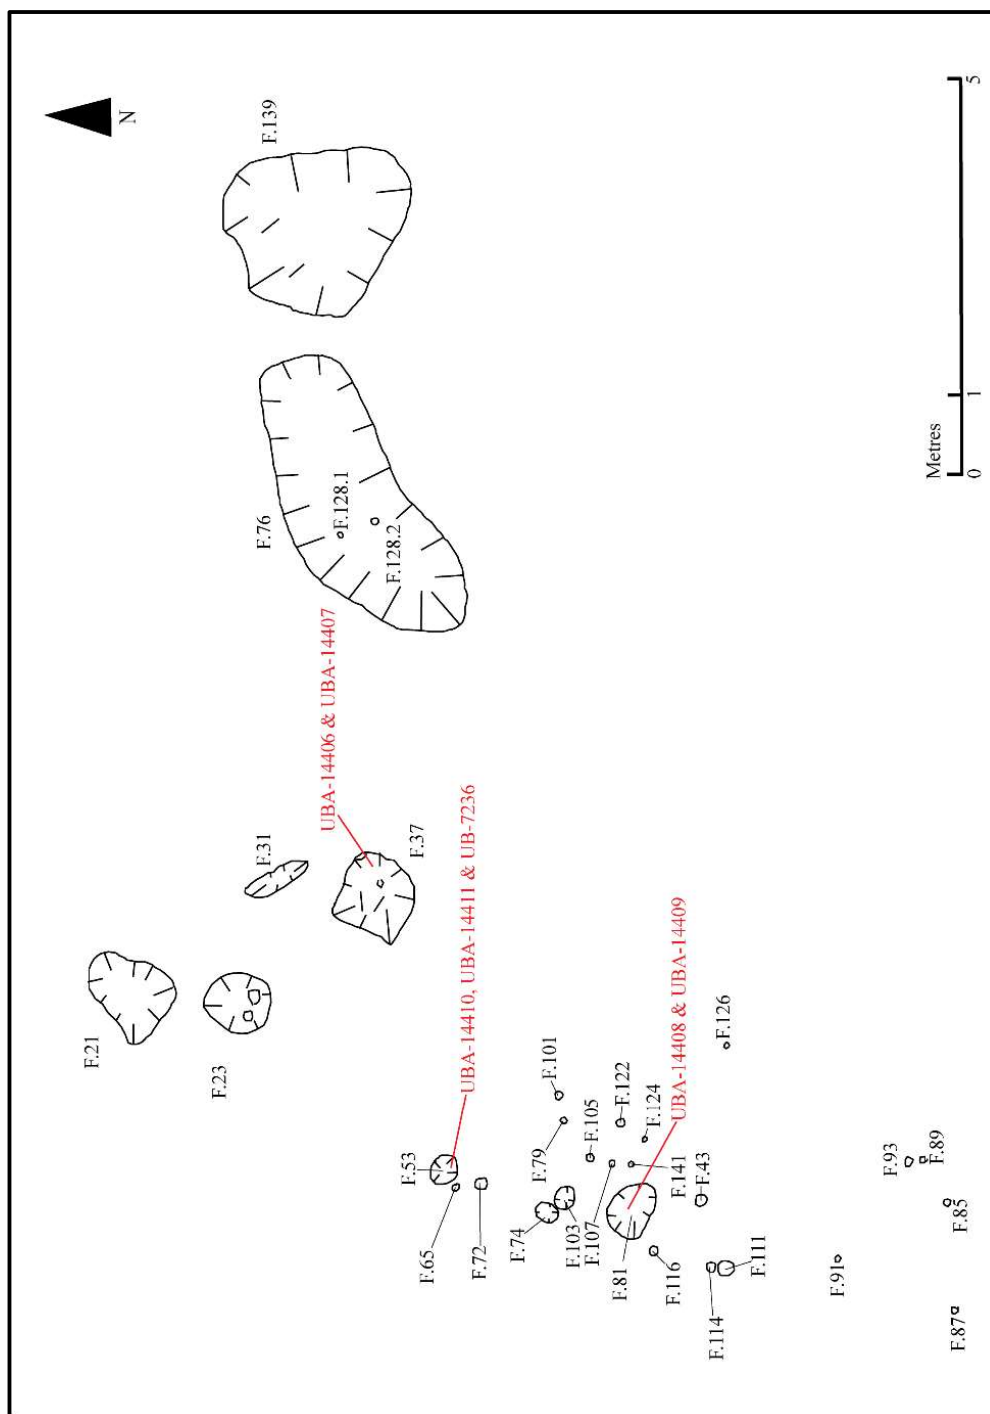 N
F.139
F.76
F.128.1
F.128.2
UBA-14406 & UBA-14407
F.31
F.37
F.21
F.23
UBA-14410, UBA-14411 & UB-7236
F.53
F.65
F.72
F.101
F.79
F.105
F.122
F.124
F.126
UBA-14408 & UBA-14409
F.74
F.103
F.107
F.141
F.43
F.81
F.116
F.114
F.111
F.91
F.93
F.89
F.85
F.87
Metres
0 1 5